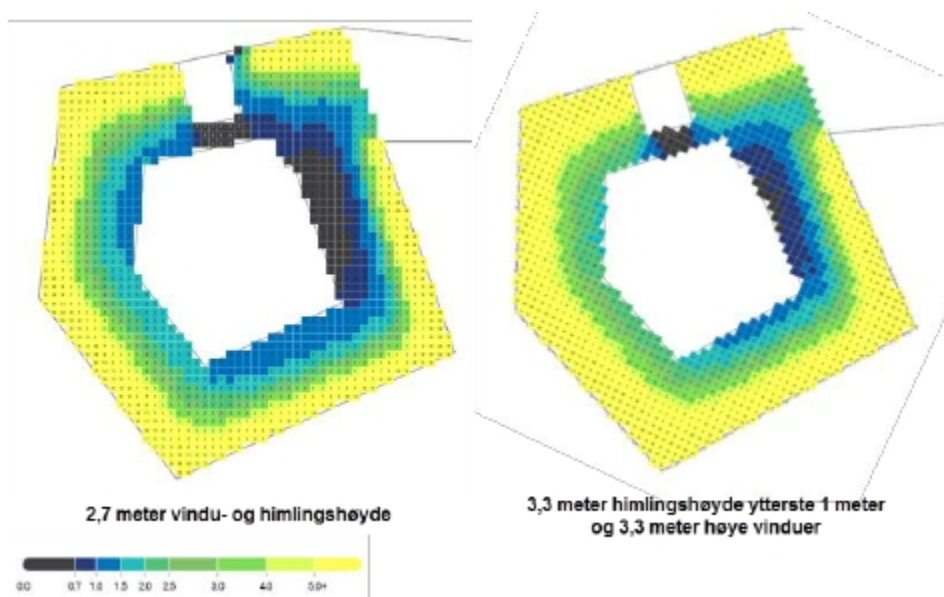 2,7 meter vindu- og himlingshøyde
3,3 meter himlingshøyde ytterste 1 meter
og 3,3 meter høye vinduer
0.0 0.7 1.0 1.5 2.0 2.5 3.0 4.0 5.0+